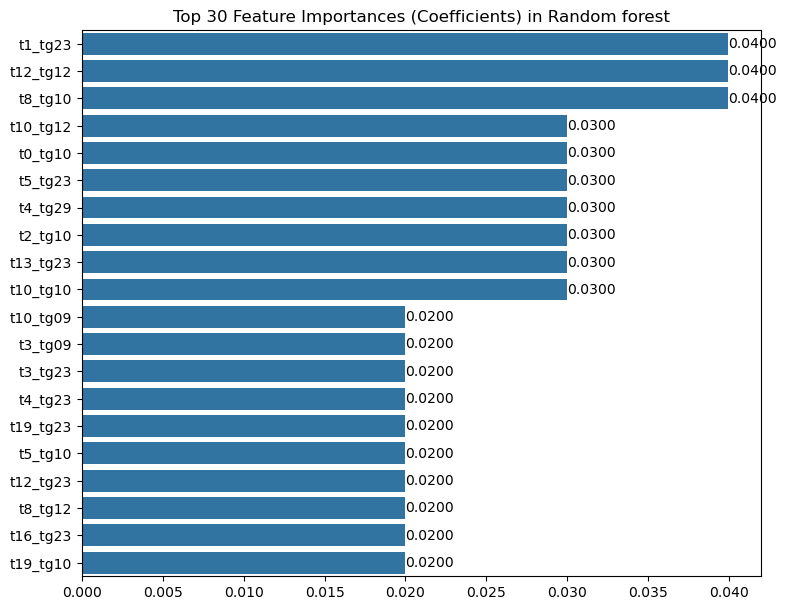 Top 30 Feature Importances (Coefficients) in Random forest
t1_tg23 0.0400
t12_tg12 0.0400
t8_tg10 0.0400
t10_tg12 0.0300
t0_tg10 0.0300
t5_tg23 0.0300
t4_tg29 0.0300
t2_tg10 0.0300
t13_tg23 0.0300
t10_tg10 0.0300
t10_tg09 0.0200
t3_tg09 0.0200
t3_tg23 0.0200
t4_tg23 0.0200
t19_tg23 0.0200
t5_tg10 0.0200
t12_tg23 0.0200
t8_tg12 0.0200
t16_tg23 0.0200
t19_tg10 0.0200
0.000 0.005 0.010 0.015 0.020 0.025 0.030 0.035 0.040